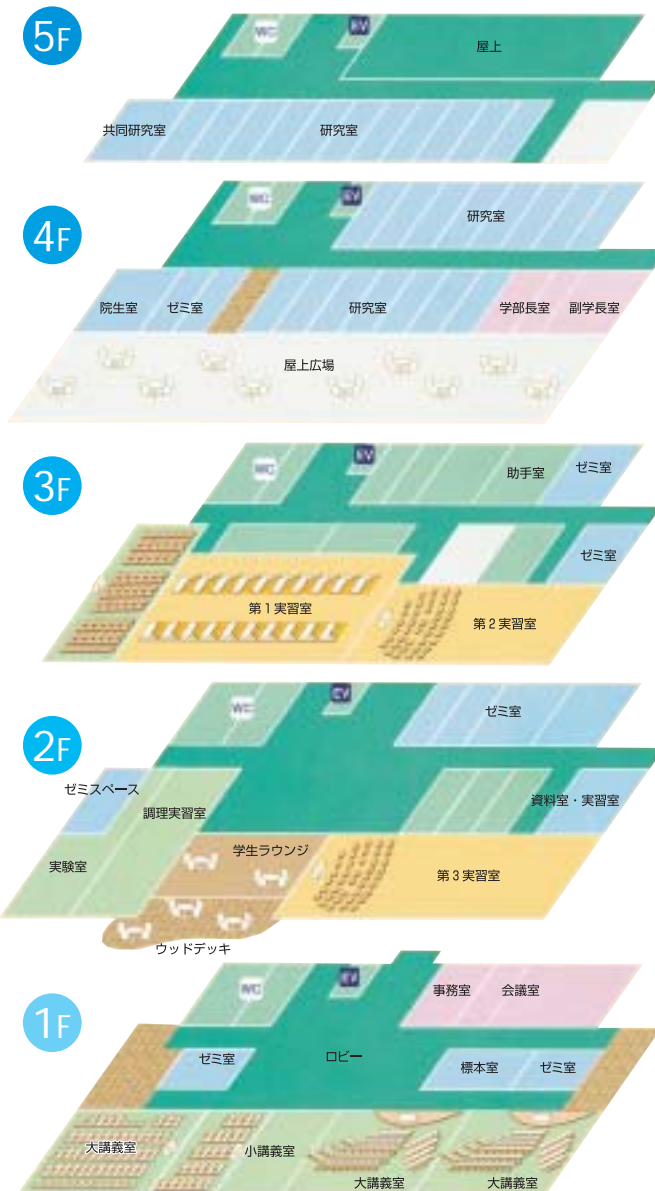 5F
WC
EV
屋上
共同研究室
研究室
4F
WC
EV
研究室
院生室
ゼミ室
研究室
学部長室
副学長室
屋上広場
3F
WC
EV
助手室
ゼミ室
ゼミ室
第1実習室
第2実習室
2F
WC
EV
ゼミ室
ゼミスペース
調理実習室
資料室・実習室
学生ラウンジ
実験室
第3実習室
ウッドデッキ
1F
WC
EV
事務室
会議室
ゼミ室
ロビー
標本室
ゼミ室
大講義室
小講義室
大講義室
大講義室